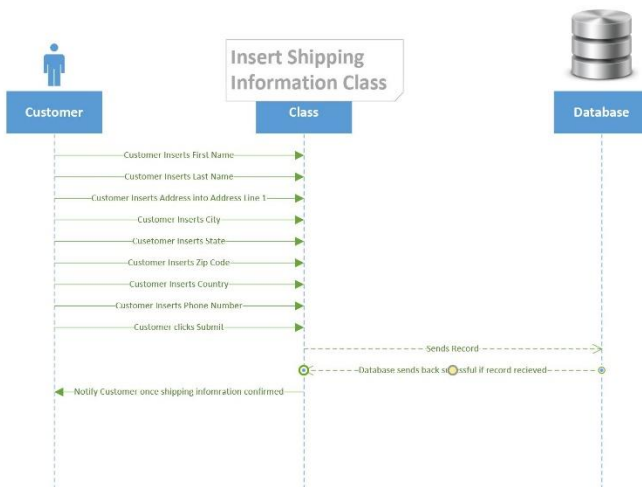 Insert Shipping
Information Class
Customer
Class
Database
Customer Inserts First Name
Customer Inserts Last Name
Customer Inserts Address into Address Line 1
Customer Inserts City
Cusetomer Inserts State
Customer Inserts Zip Code
Customer Inserts Country
Customer Inserts Phone Number
Customer clicks Submit
Sends Record
Database sends back successful if record recieved
Notify Customer once shipping infomration confirmed